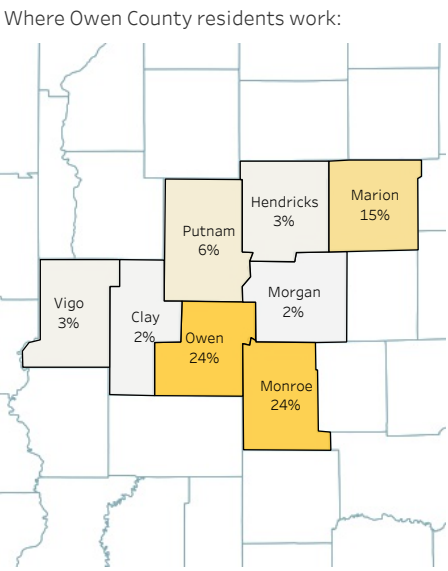 Where Owen County residents work:
Hendricks
3%
Marion
15%
Putnam
6%
Morgan
2%
Vigo
3%
Clay
2%
Owen
24%
Monroe
24%